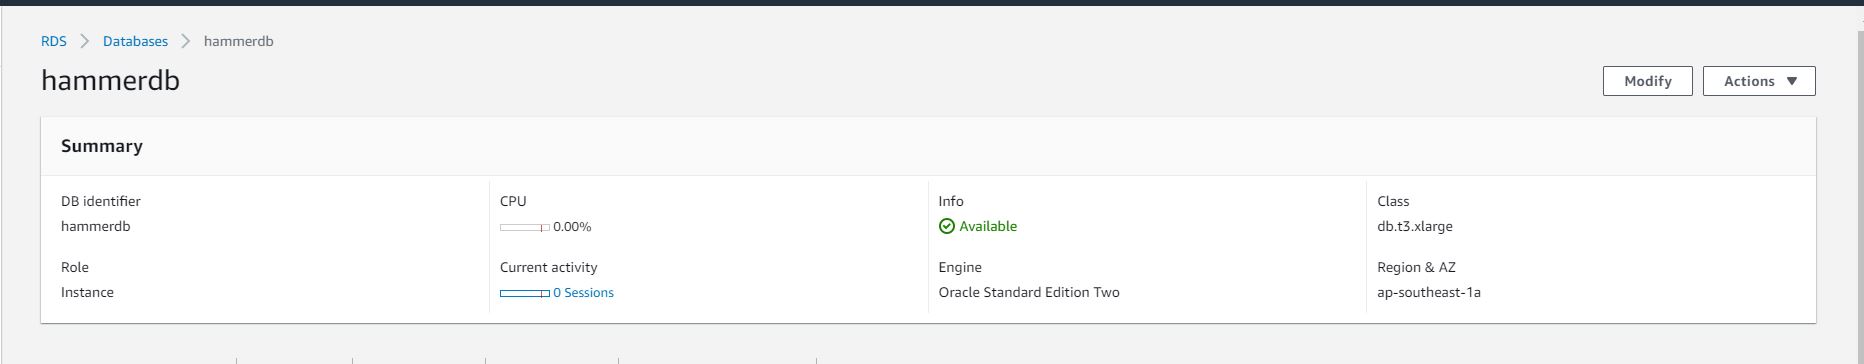 RDS Databases hammerdb
hammerdb
Modify Actions
Summary
DB identifier
hammerdb
CPU
0.00%
Info
Available
Class
db.t3.xlarge
Role
Instance
Current activity
0 Sessions
Engine
Oracle Standard Edition Two
Region & AZ
ap-southeast-1a